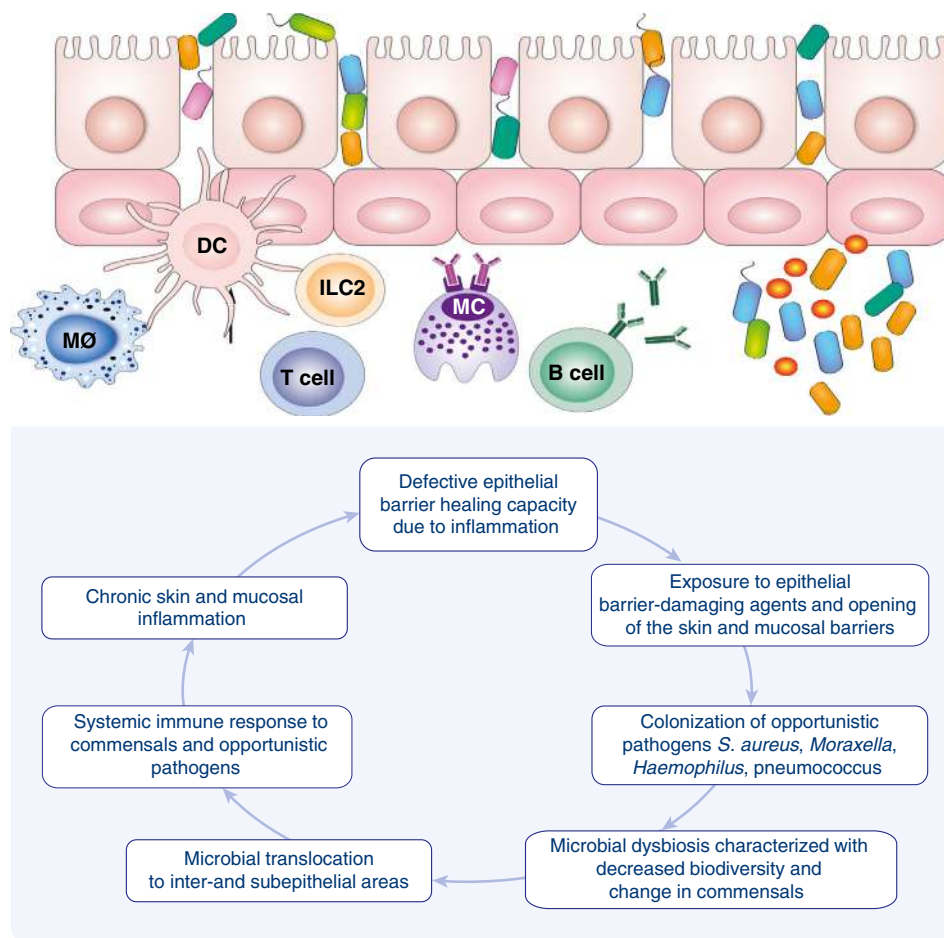 DC
ILC2
MC
MØ
T cell
B cell
Defective epithelial
barrier healing capacity
due to inflammation
Exposure to epithelial
barrier-damaging agents and opening
of the skin and mucosal barriers
Colonization of opportunistic
pathogens S. aureus, Moraxella,
Haemophilus, pneumococcus
Microbial dysbiosis characterized with
decreased biodiversity and
change in commensals
Microbial translocation
to inter-and subepithelial areas
Systemic immune response to
commensals and opportunistic
pathogens
Chronic skin and mucosal
inflammation